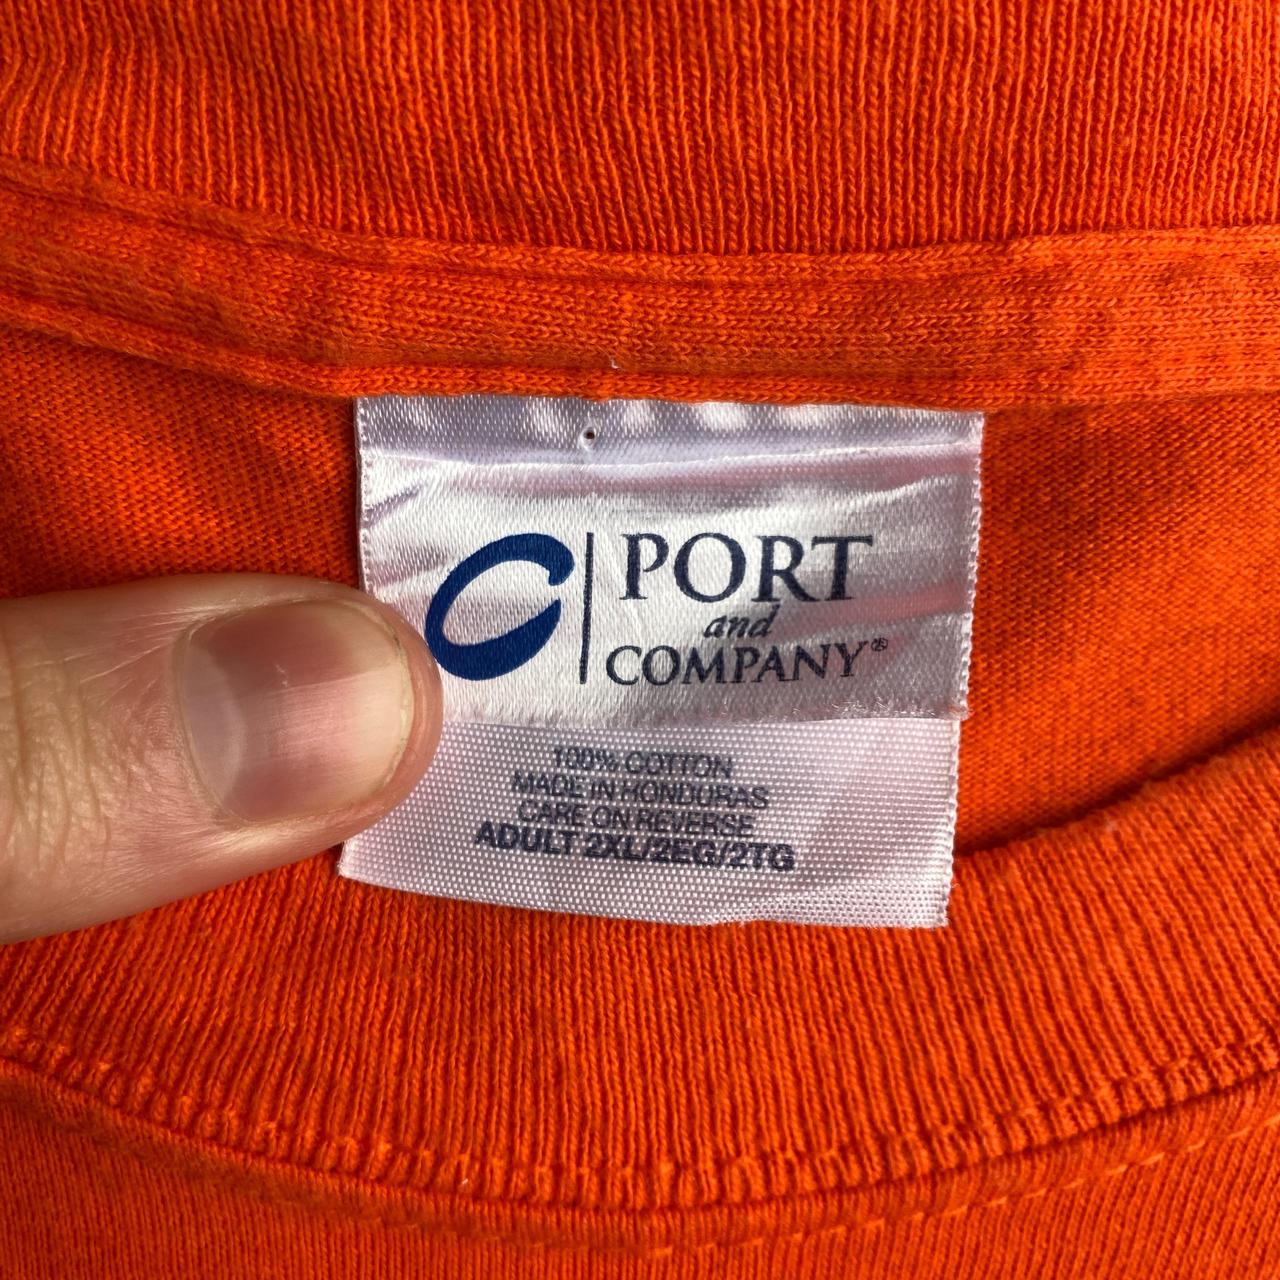 PORT
and
COMPANY®
100% COTTON
MADE IN HONDURAS
CARE ON REVERSE
ADULT 2XL/2EG/2TG